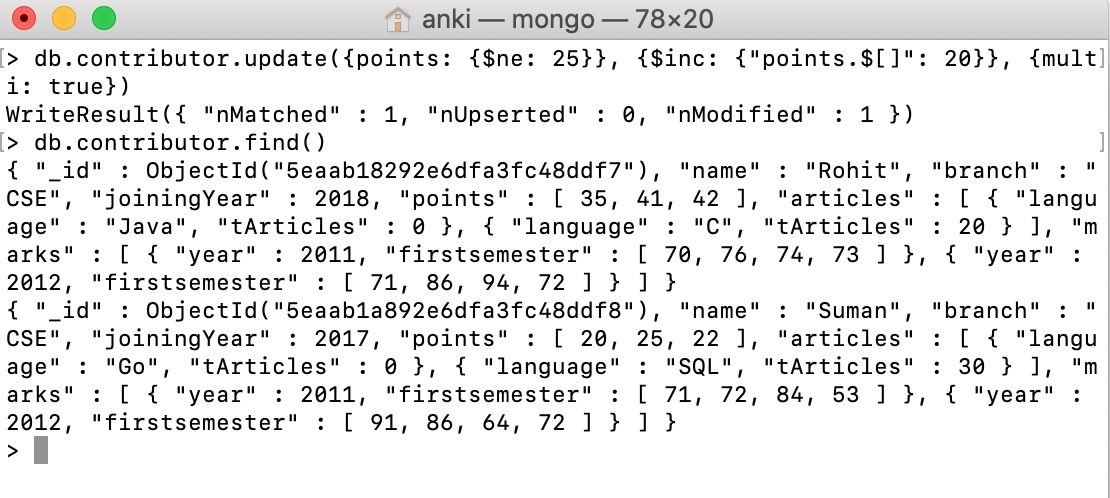 anki — mongo — 78×20
[> db.contributor.update({points: {$ne: 25}}, {$inc: {"points.$[]": 20}}, {mult]
i: true})
WriteResult({ "nMatched" : 1, "nUpserted" : 0, "nModified" : 1 })
[> db.contributor.find() ]
{ "_id" : ObjectId("5eaab18292e6dfa3fc48ddf7"), "name" : "Rohit", "branch" : "
CSE", "joiningYear" : 2018, "points" : [ 35, 41, 42 ], "articles" : [ { "langu
age" : "Java", "tArticles" : 0 }, { "language" : "C", "tArticles" : 20 } ], "m
arks" : [ { "year" : 2011, "firstsemester" : [ 70, 76, 74, 73 ] }, { "year" :
2012, "firstsemester" : [ 71, 86, 94, 72 ] } ] }
{ "_id" : ObjectId("5eaab1a892e6dfa3fc48ddf8"), "name" : "Suman", "branch" : "
CSE", "joiningYear" : 2017, "points" : [ 20, 25, 22 ], "articles" : [ { "langu
age" : "Go", "tArticles" : 0 }, { "language" : "SQL", "tArticles" : 30 } ], "m
arks" : [ { "year" : 2011, "firstsemester" : [ 71, 72, 84, 53 ] }, { "year" :
2012, "firstsemester" : [ 91, 86, 64, 72 ] } ] }
>